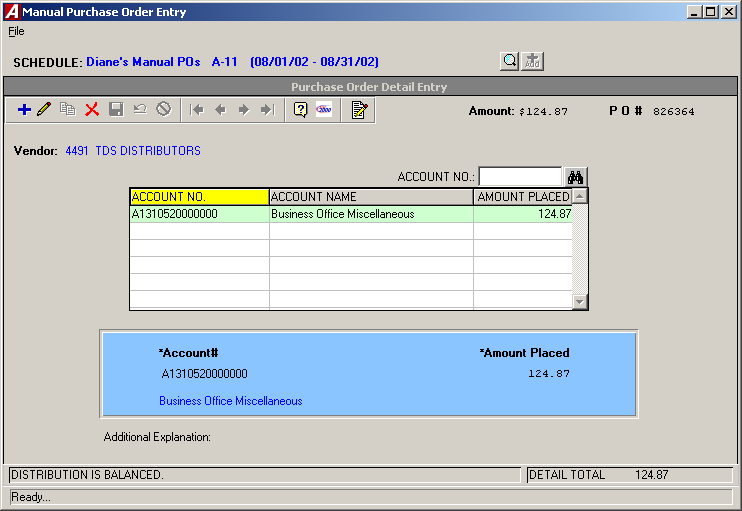 A Manual Purchase Order Entry
File
SCHEDULE: Diane's Manual POs A-11 (08/01/02 - 08/31/02)
Add
Purchase Order Detail Entry
Amount: $124.87 P O # 826364
Vendor: 4491 TDS DISTRIBUTORS
ACCOUNT NO.:
ACCOUNT NO. ACCOUNT NAME AMOUNT PLACED
A1310520000000 Business Office Miscellaneous 124.87
*Account# *Amount Placed
A1310520000000 124.87
Business Office Miscellaneous
Additional Explanation:
DISTRIBUTION IS BALANCED. DETAIL TOTAL 124.87
Ready...